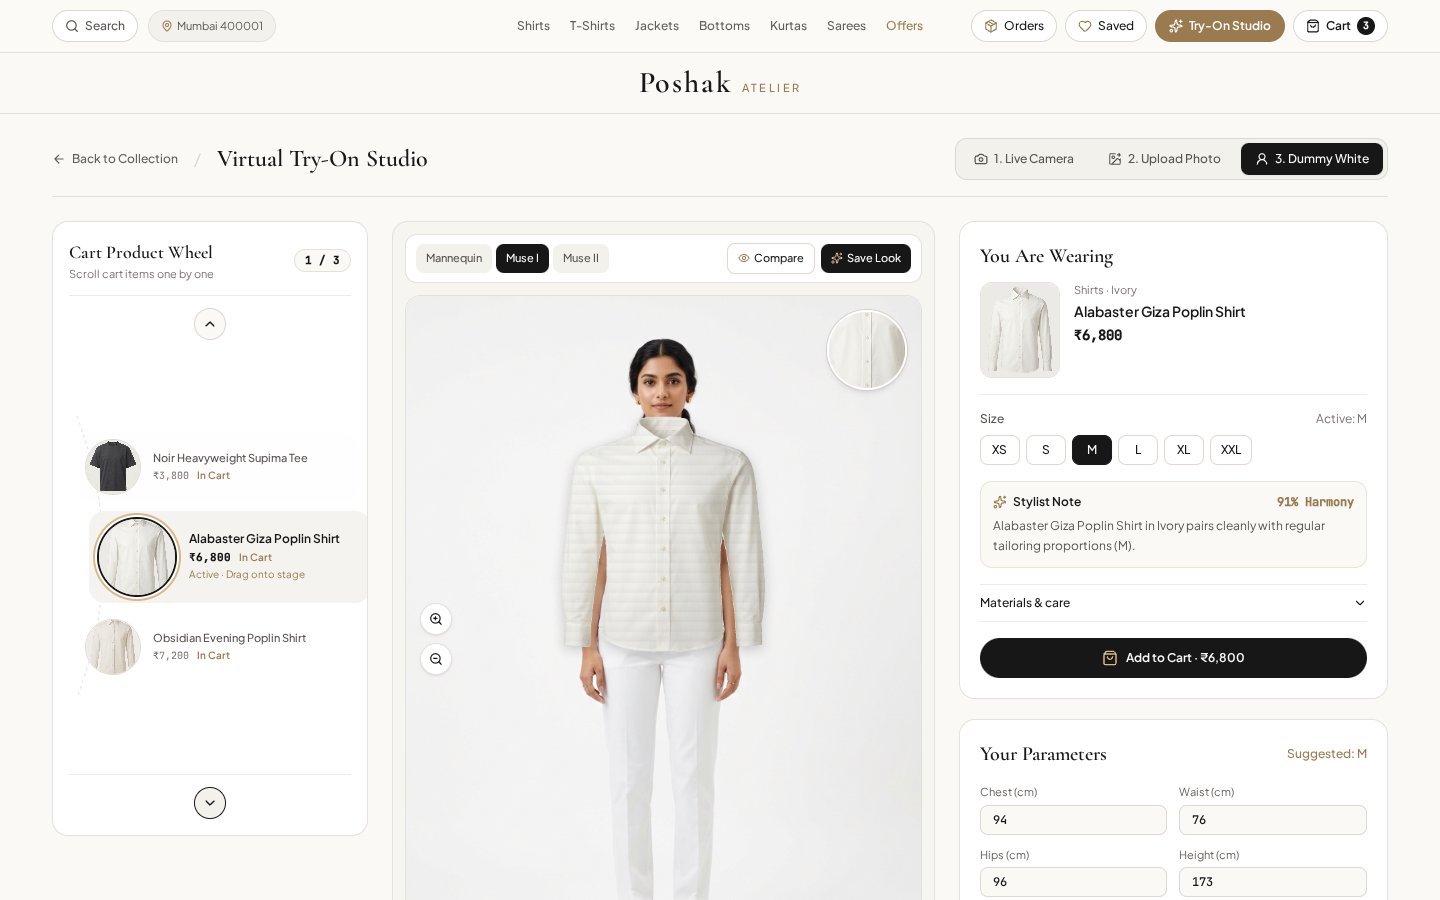 Search
Mumbai 400001
Shirts
T-Shirts
Jackets
Bottoms
Kurtas
Sarees
Offers
Orders
Saved
Try-On Studio
Cart 3
Poshak ATELIER
Back to Collection / Virtual Try-On Studio
1. Live Camera
2. Upload Photo
3. Dummy White
Cart Product Wheel
1 / 3
Scroll cart items one by one
Noir Heavyweight Supima Tee
₹3,800 In Cart
Alabaster Giza Poplin Shirt
₹6,800 In Cart
Active · Drag onto stage
Obsidian Evening Poplin Shirt
₹7,200 In Cart
Mannequin
Muse I
Muse II
Compare
Save Look
You Are Wearing
Shirts · Ivory
Alabaster Giza Poplin Shirt
₹6,800
Size
Active: M
XS
S
M
L
XL
XXL
Stylist Note
91% Harmony
Alabaster Giza Poplin Shirt in Ivory pairs cleanly with regular
tailoring proportions (M).
Materials & care
Add to Cart · ₹6,800
Your Parameters
Suggested: M
Chest (cm)
Waist (cm)
94
76
Hips (cm)
Height (cm)
96
173